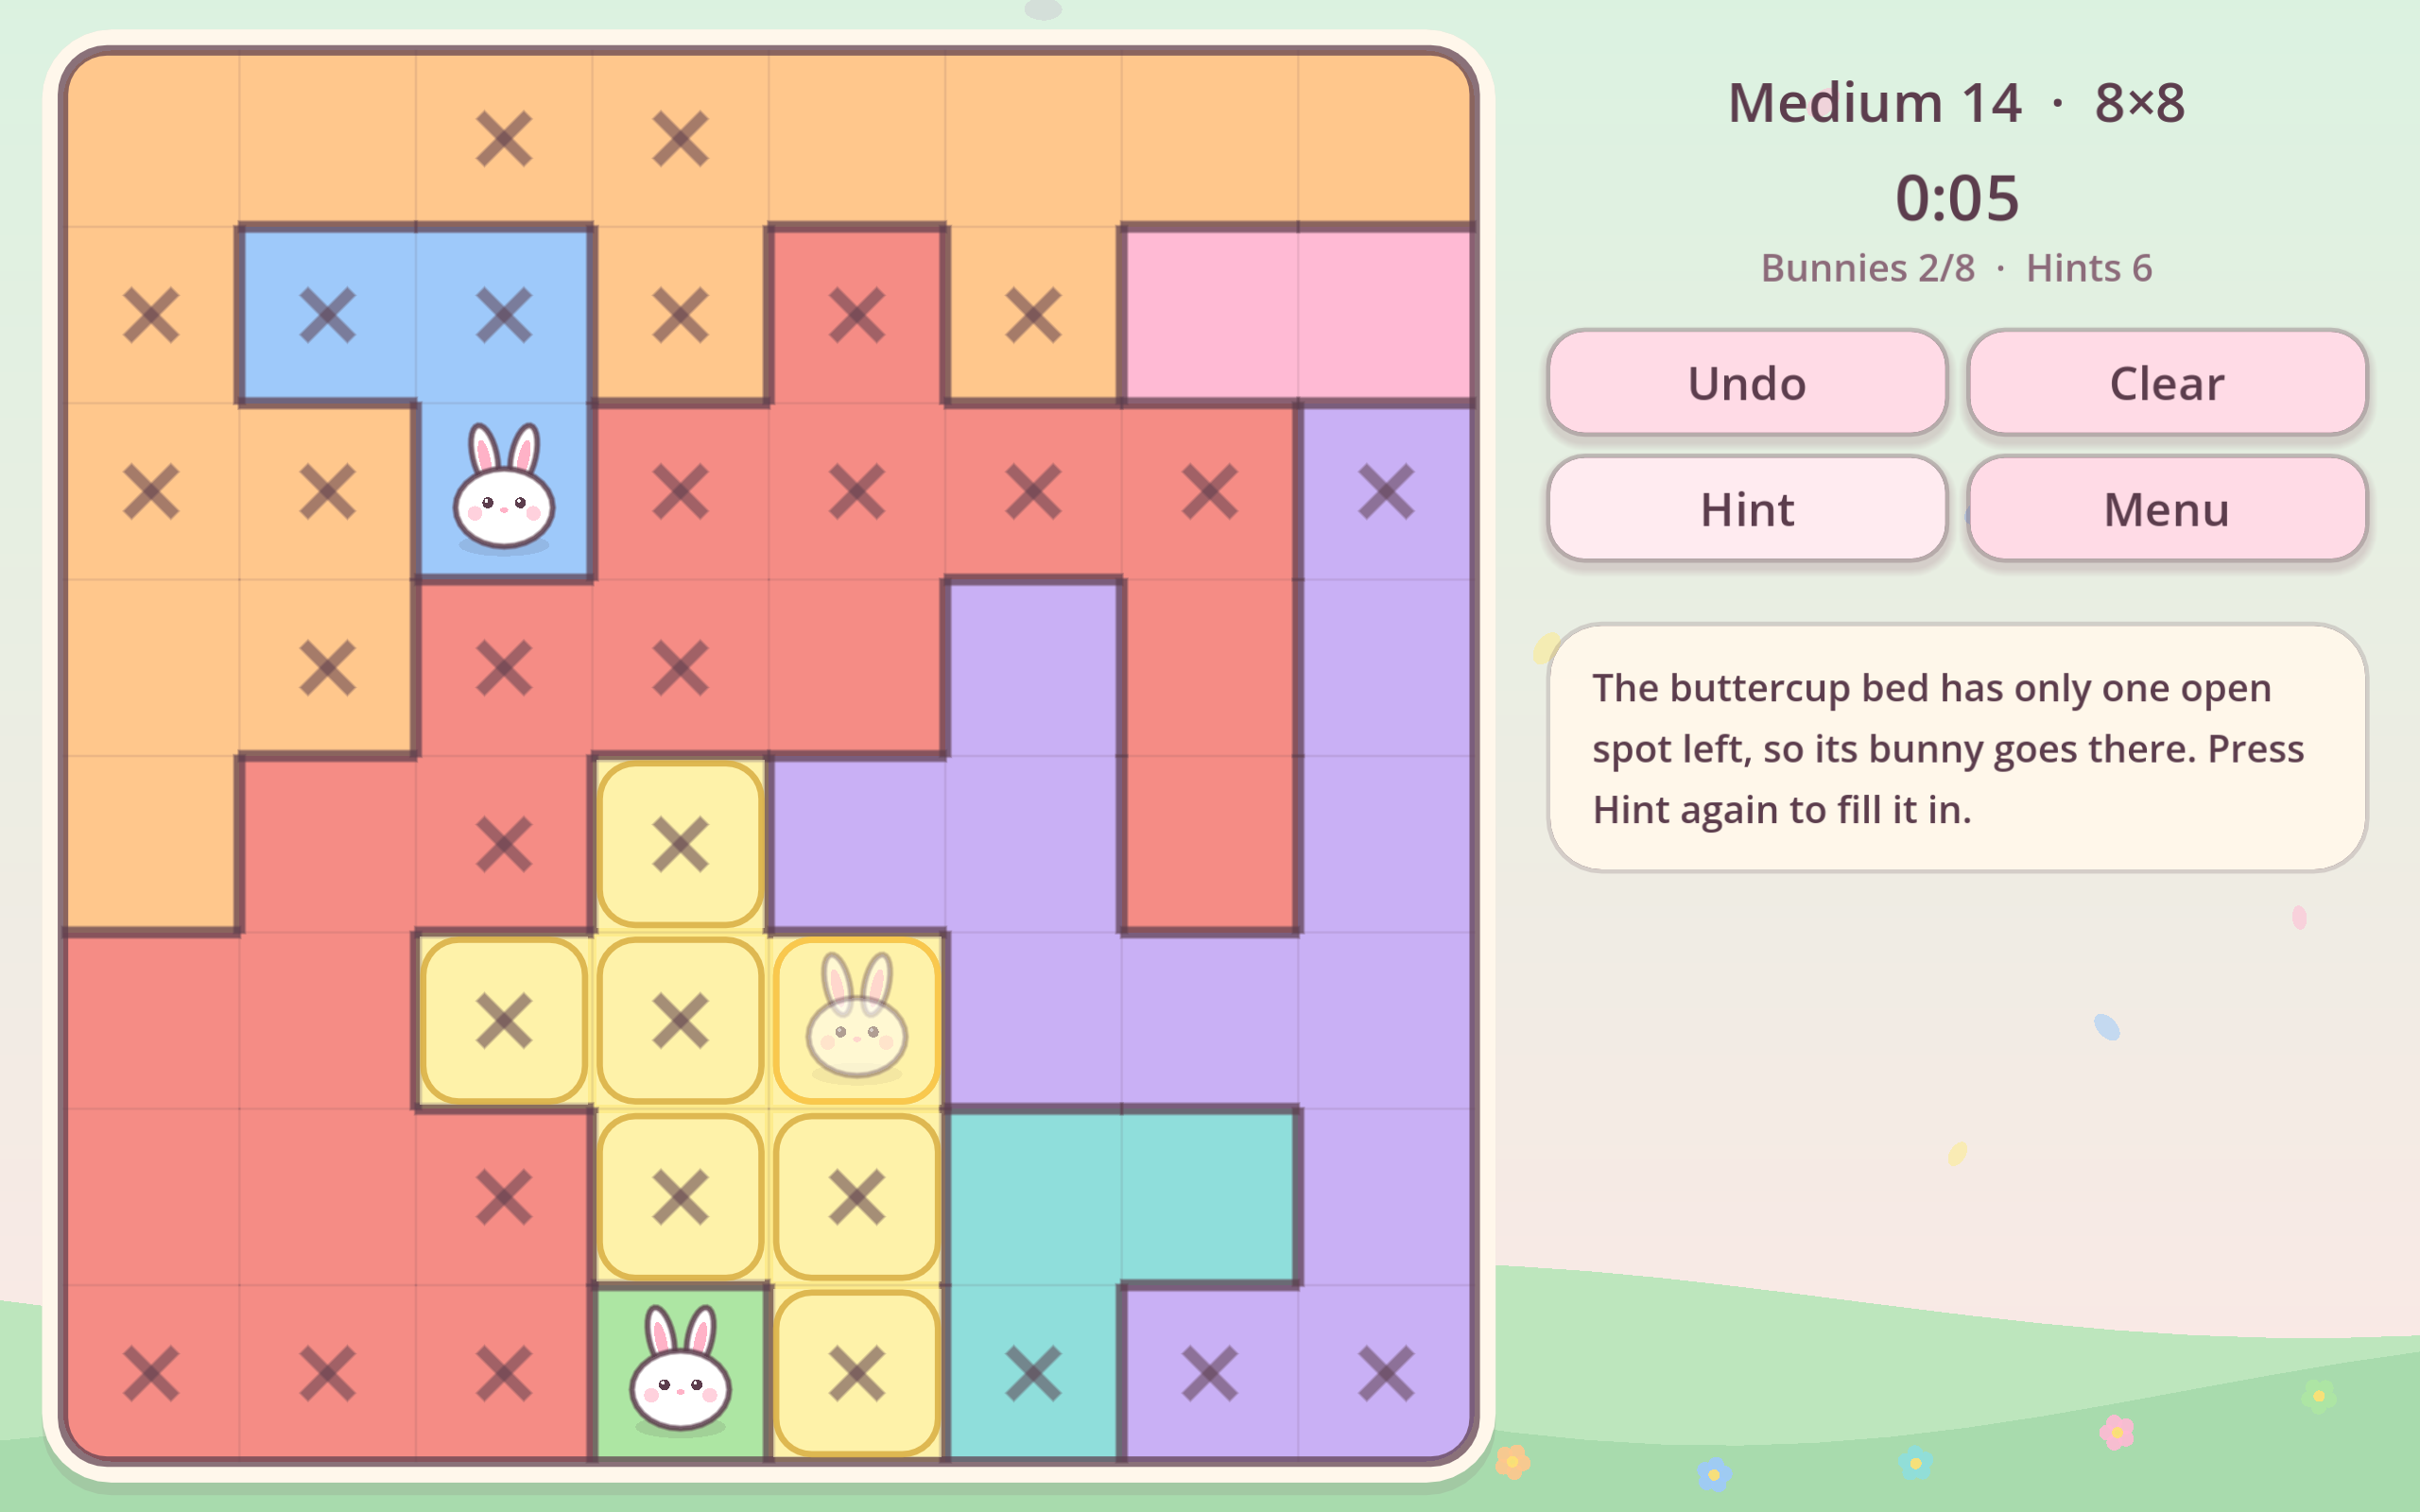 Medium 14 · 8×8
0:05
Bunnies 2/8 · Hints 6
Undo
Clear
Hint
Menu
The buttercup bed has only one open
spot left, so its bunny goes there. Press
Hint again to fill it in.